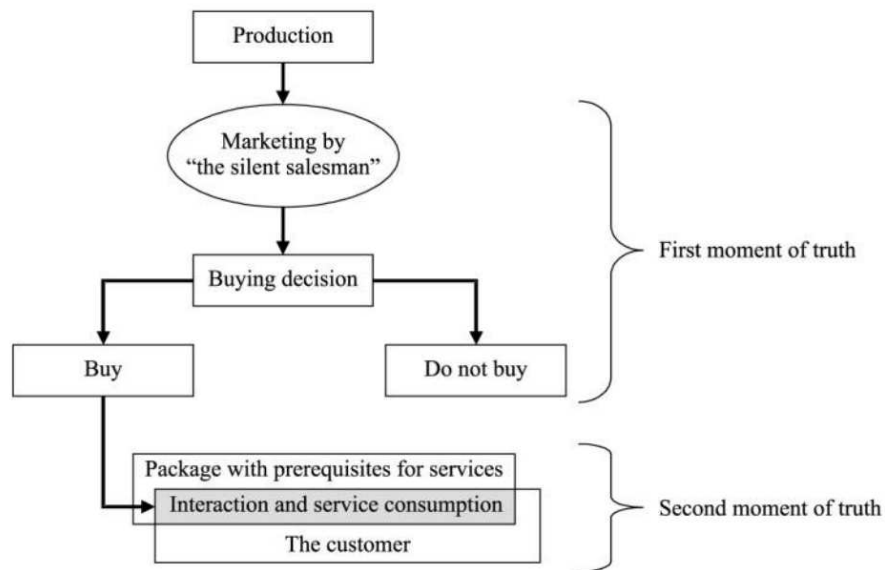 Production
Marketing by
“the silent salesman”
First moment of truth
Buying decision
Buy
Do not buy
Package with prerequisites for services
Interaction and service consumption
The customer
Second moment of truth